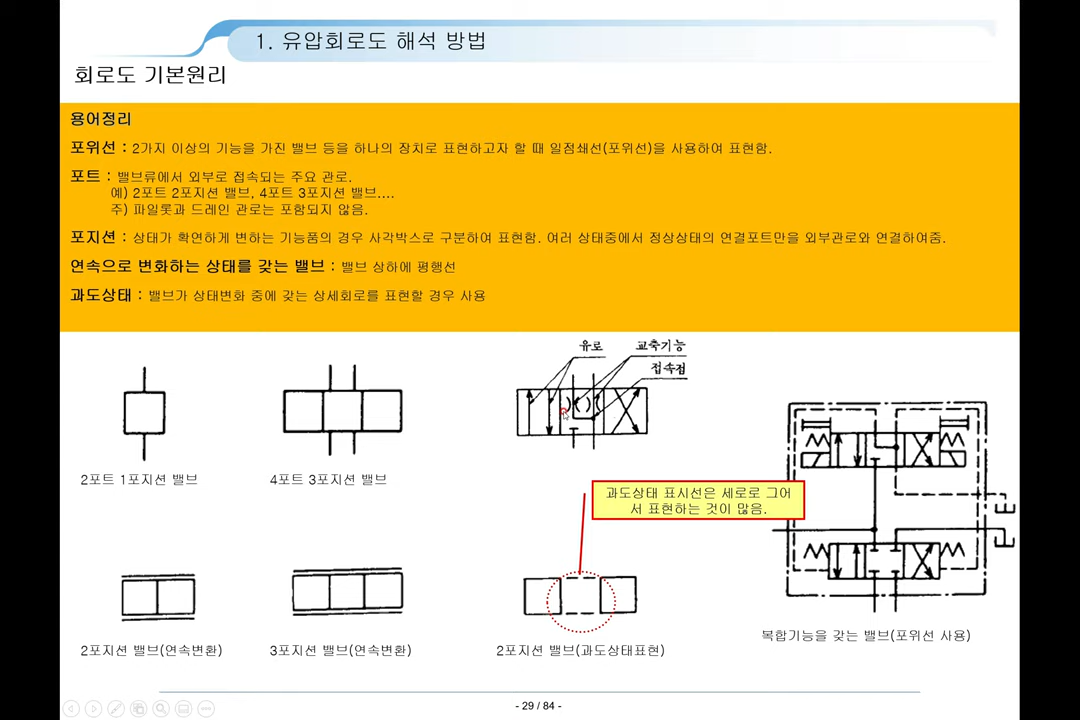 1. 유압회로도 해석 방법
회로도 기본원리
용어정리
포위선 : 2가지 이상의 기능을 가진 밸브 등을 하나의 장치로 표현하고자 할 때 일점쇄선(포위선)을 사용하여 표현함.
포트 : 밸브류에서 외부로 접속되는 주요 관로.
예) 2포트 2포지션 밸브, 4포트 3포지션 밸브....
주) 파일롯과 드레인 관로는 포함되지 않음.
포지션 : 상태가 확연하게 변하는 기능품의 경우 사각박스로 구분하여 표현함. 여러 상태중에서 정상상태의 연결포트만을 외부관로와 연결하여줌.
연속으로 변화하는 상태를 갖는 밸브 : 밸브 상하에 평행선
과도상태 : 밸브가 상태변화 중에 갖는 상세회로를 표현할 경우 사용
유로
교축기능
접속점
2포트 1포지션 밸브
4포트 3포지션 밸브
과도상태 표시선은 세로로 그어
서 표현하는 것이 많음.
2포지션 밸브(연속변환)
3포지션 밸브(연속변환)
2포지션 밸브(과도상태표현)
복합기능을 갖는 밸브(포위선 사용)
- 29 / 84 -